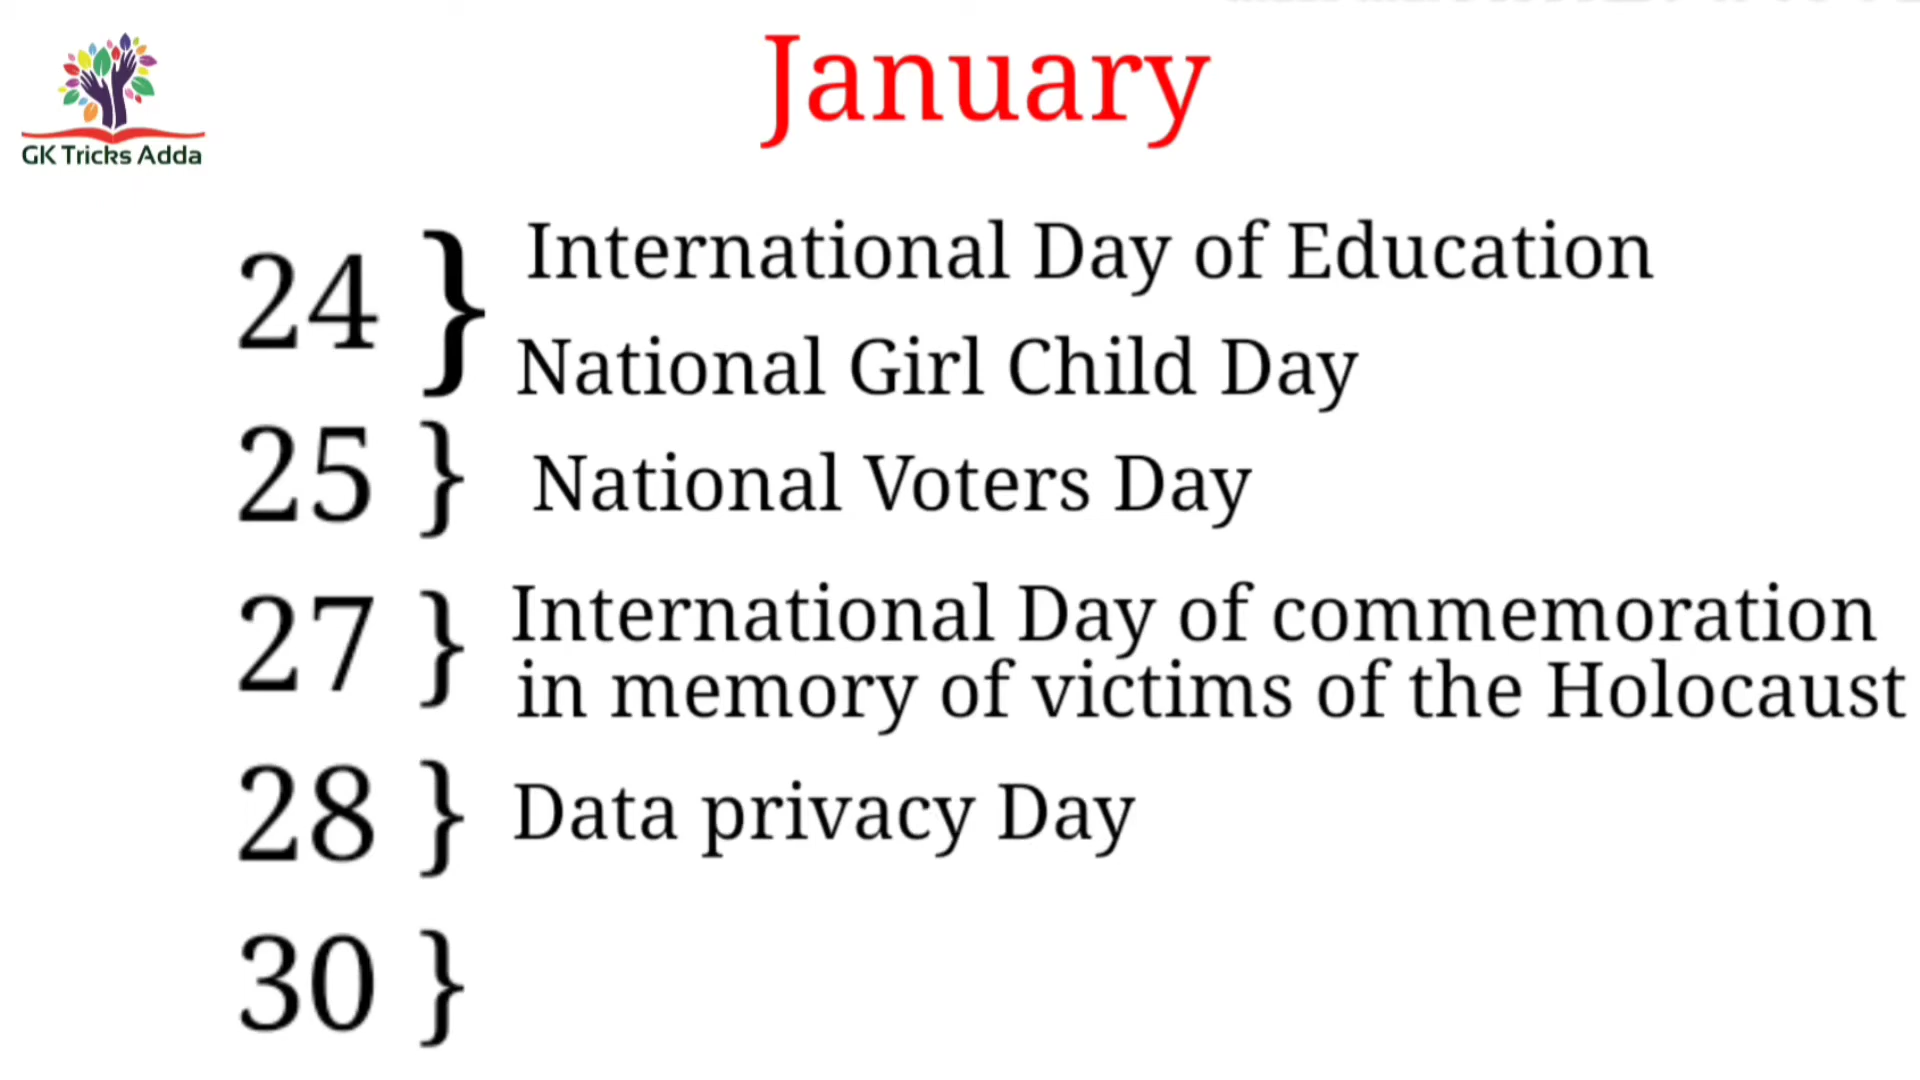 January
GK Tricks Adda
24 } International Day of Education
National Girl Child Day
25 } National Voters Day
27 } International Day of commemoration
in memory of victims of the Holocaust
28 } Data privacy Day
30 }